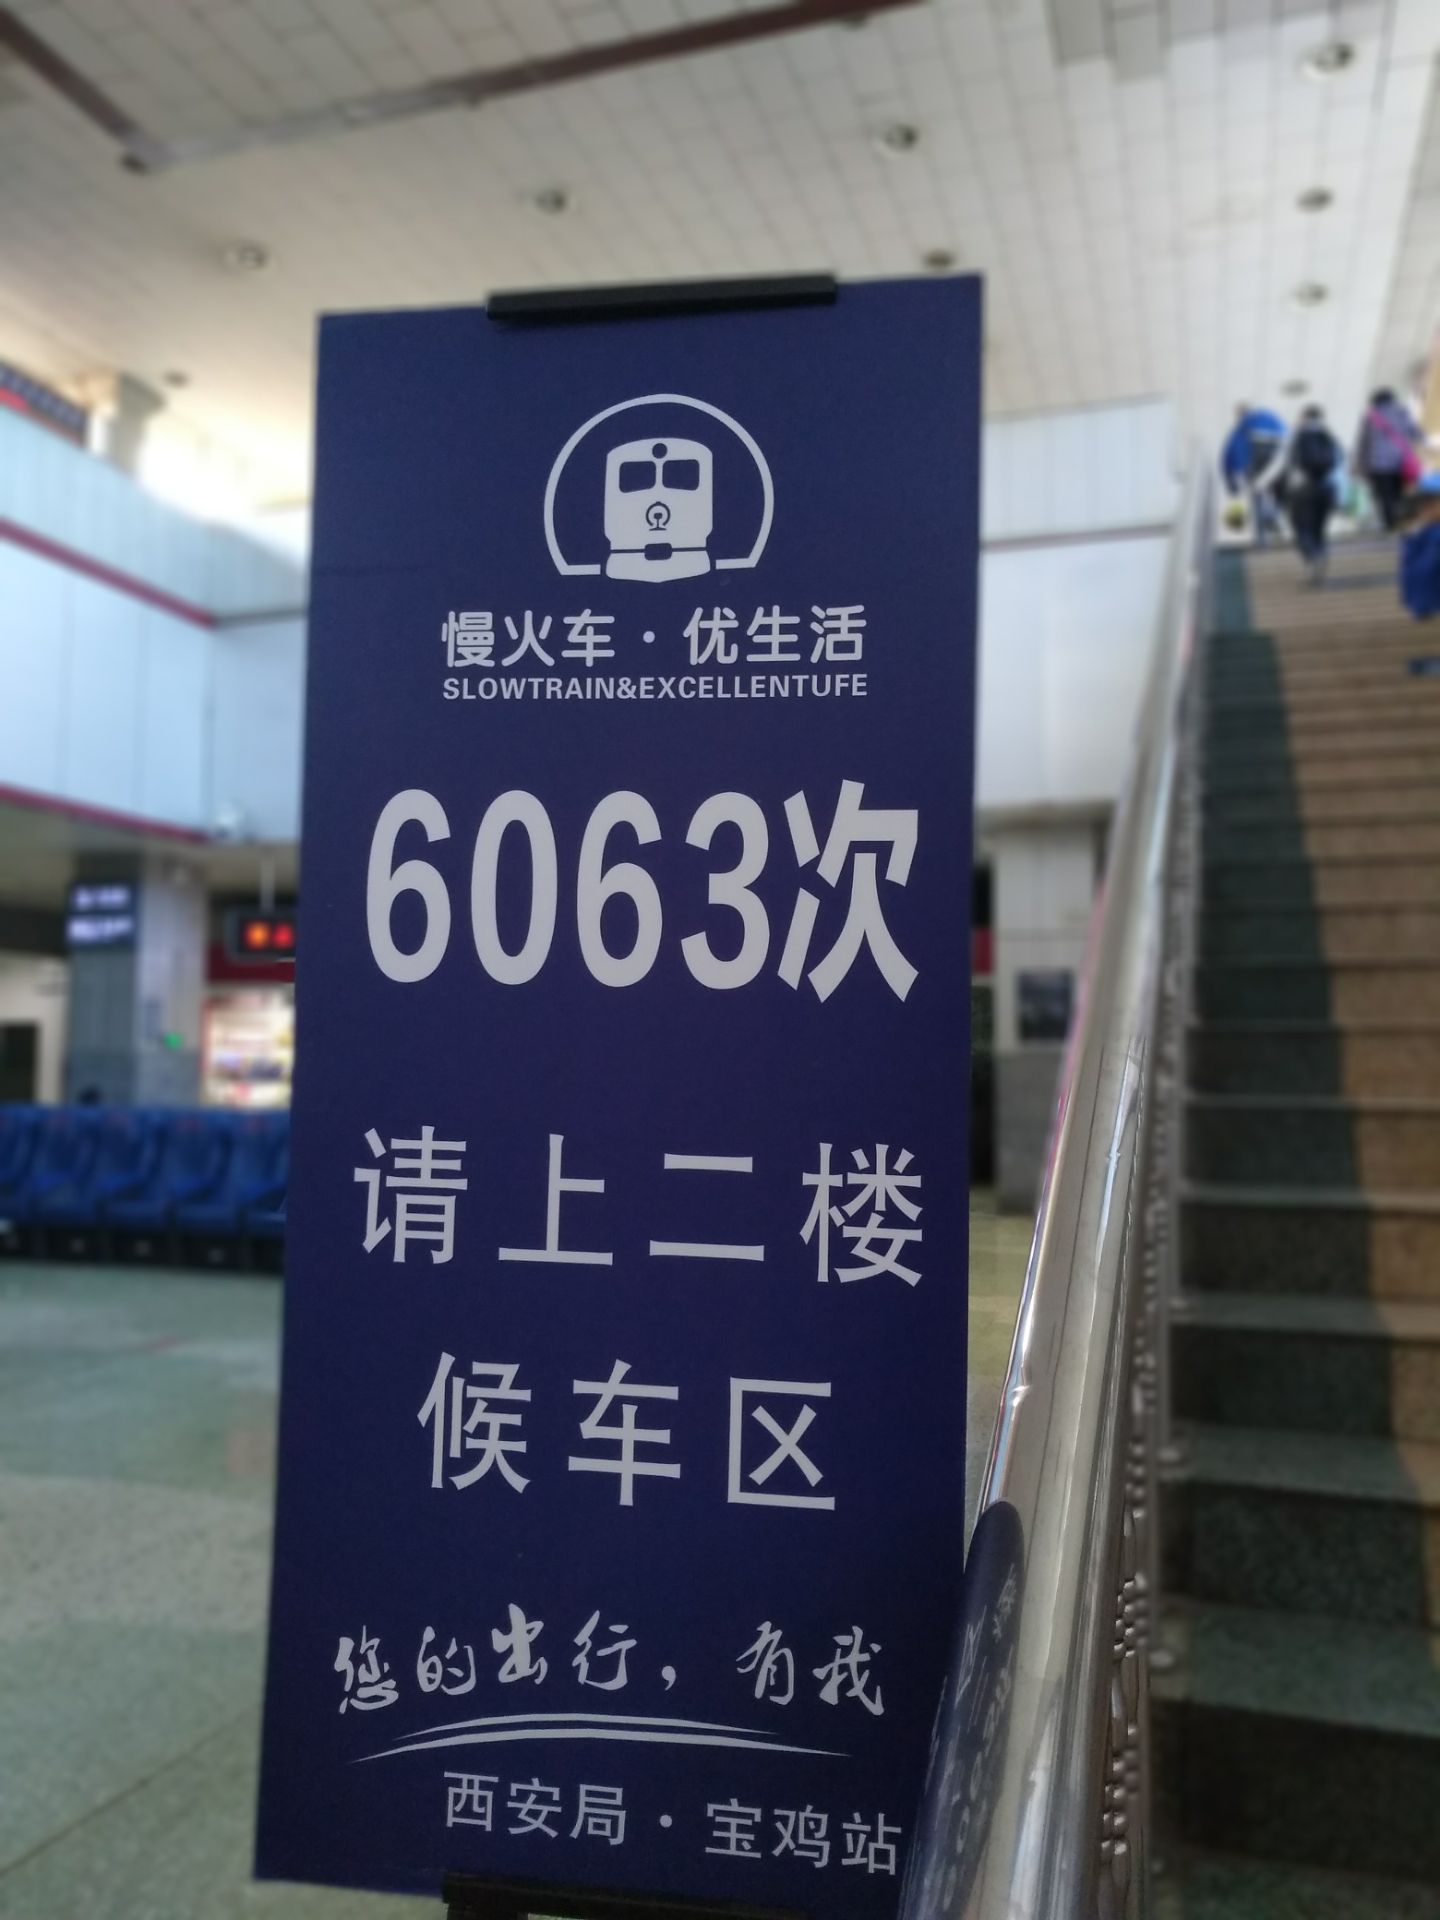 慢火车·优生活
SLOWTRAIN&EXCELLENTUFE
6063次
请上二楼
候车区
您的出行，有我
西安局·宝鸡站